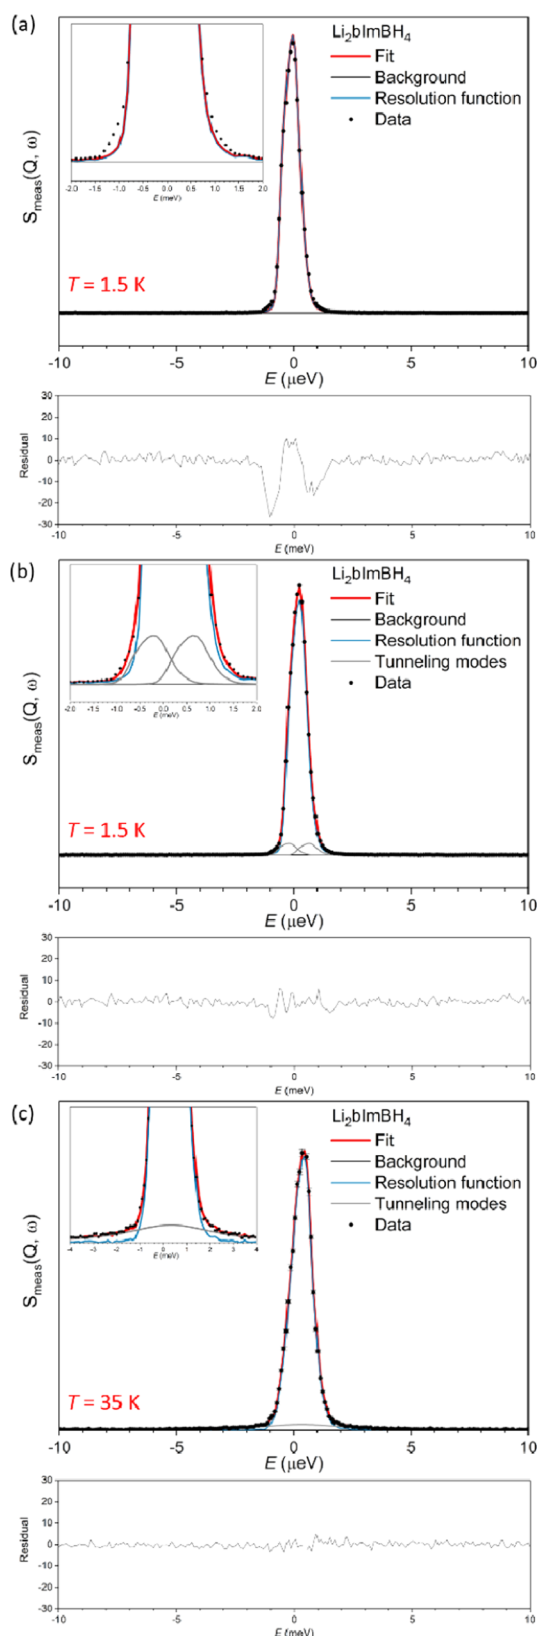 (a)
Li₂bImBH₄
Fit
Background
Resolution function
Data
-2.0 -1.5 -1.0 -0.5 0.0 0.5 1.0 1.5 2.0
E (meV)
Smeas(Q, ω)
T = 1.5 K
-10 -5 0 5 10
E (µeV)
30
20
10
0
-10
-20
-30
Residual
-10 -5 0 5 10
E (meV)
(b)
Li₂bImBH₄
Fit
Background
Resolution function
Tunneling modes
Data
-2.0 -1.5 -1.0 -0.5 0.0 0.5 1.0 1.5 2.0
E (meV)
Smeas(Q, ω)
T = 1.5 K
-10 -5 0 5 10
E (µeV)
30
20
10
0
-10
-20
-30
Residual
-10 -5 0 5 10
E (meV)
(c)
Li₂bImBH₄
Fit
Background
Resolution function
Tunneling modes
Data
-4 -3 -2 -1 0 1 2 3 4
E (meV)
Smeas(Q, ω)
T = 35 K
-10 -5 0 5 10
E (µeV)
30
20
10
0
-10
-20
-30
Residual
-10 -5 0 5 10
E (meV)